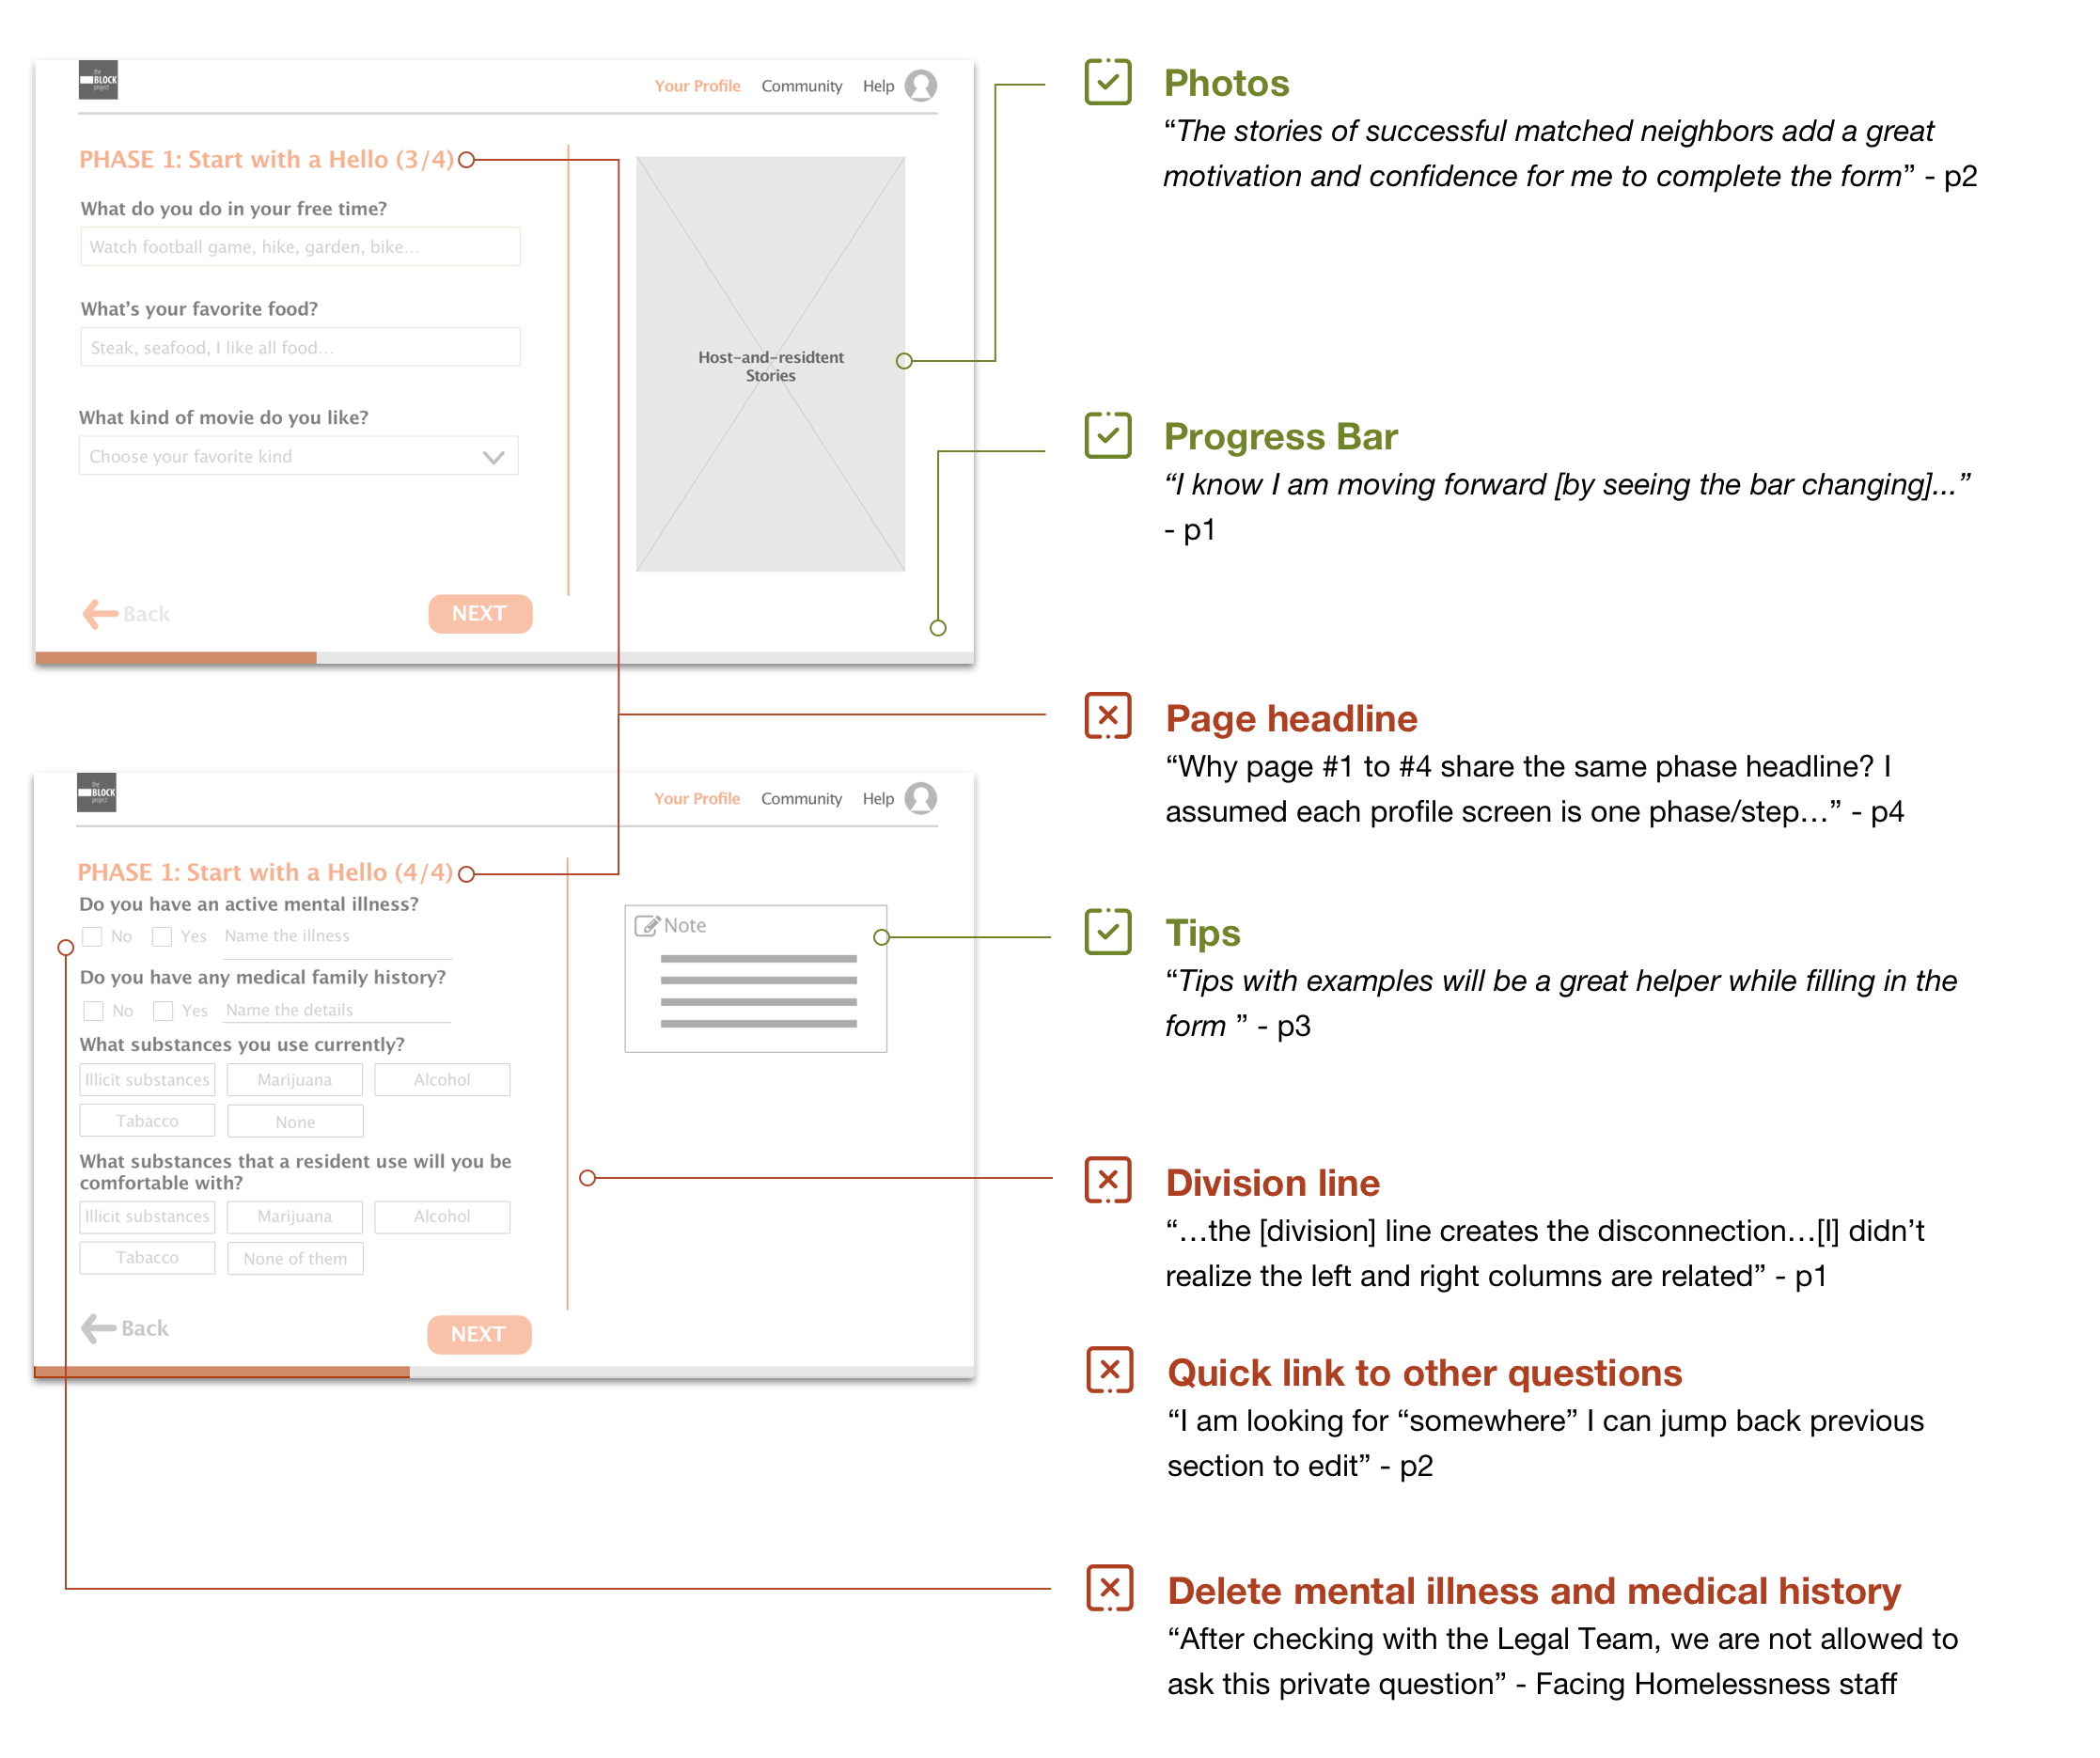 the
BLOCK
project
Your Profile Community Help
PHASE 1: Start with a Hello (3/4)
What do you do in your free time?
Watch football game, hike, garden, bike...
What's your favorite food?
Steak, seafood, I like all food...
What kind of movie do you like?
Choose your favorite kind
Host-and-residtent
Stories
Back
NEXT
Photos
“The stories of successful matched neighbors add a great
motivation and confidence for me to complete the form” - p2
Progress Bar
“I know I am moving forward [by seeing the bar changing]...”
- p1
Page headline
“Why page #1 to #4 share the same phase headline? I
assumed each profile screen is one phase/step…” - p4
the
BLOCK
project
Your Profile Community Help
PHASE 1: Start with a Hello (4/4)
Do you have an active mental illness?
No Yes Name the illness
Do you have any medical family history?
No Yes Name the details
What substances you use currently?
Illicit substances Marijuana Alcohol
Tabacco None
What substances that a resident use will you be
comfortable with?
Illicit substances Marijuana Alcohol
Tabacco None of them
Back
NEXT
Note
Tips
“Tips with examples will be a great helper while filling in the
form ” - p3
Division line
“…the [division] line creates the disconnection…[I] didn’t
realize the left and right columns are related” - p1
Quick link to other questions
“I am looking for “somewhere” I can jump back previous
section to edit” - p2
Delete mental illness and medical history
“After checking with the Legal Team, we are not allowed to
ask this private question” - Facing Homelessness staff